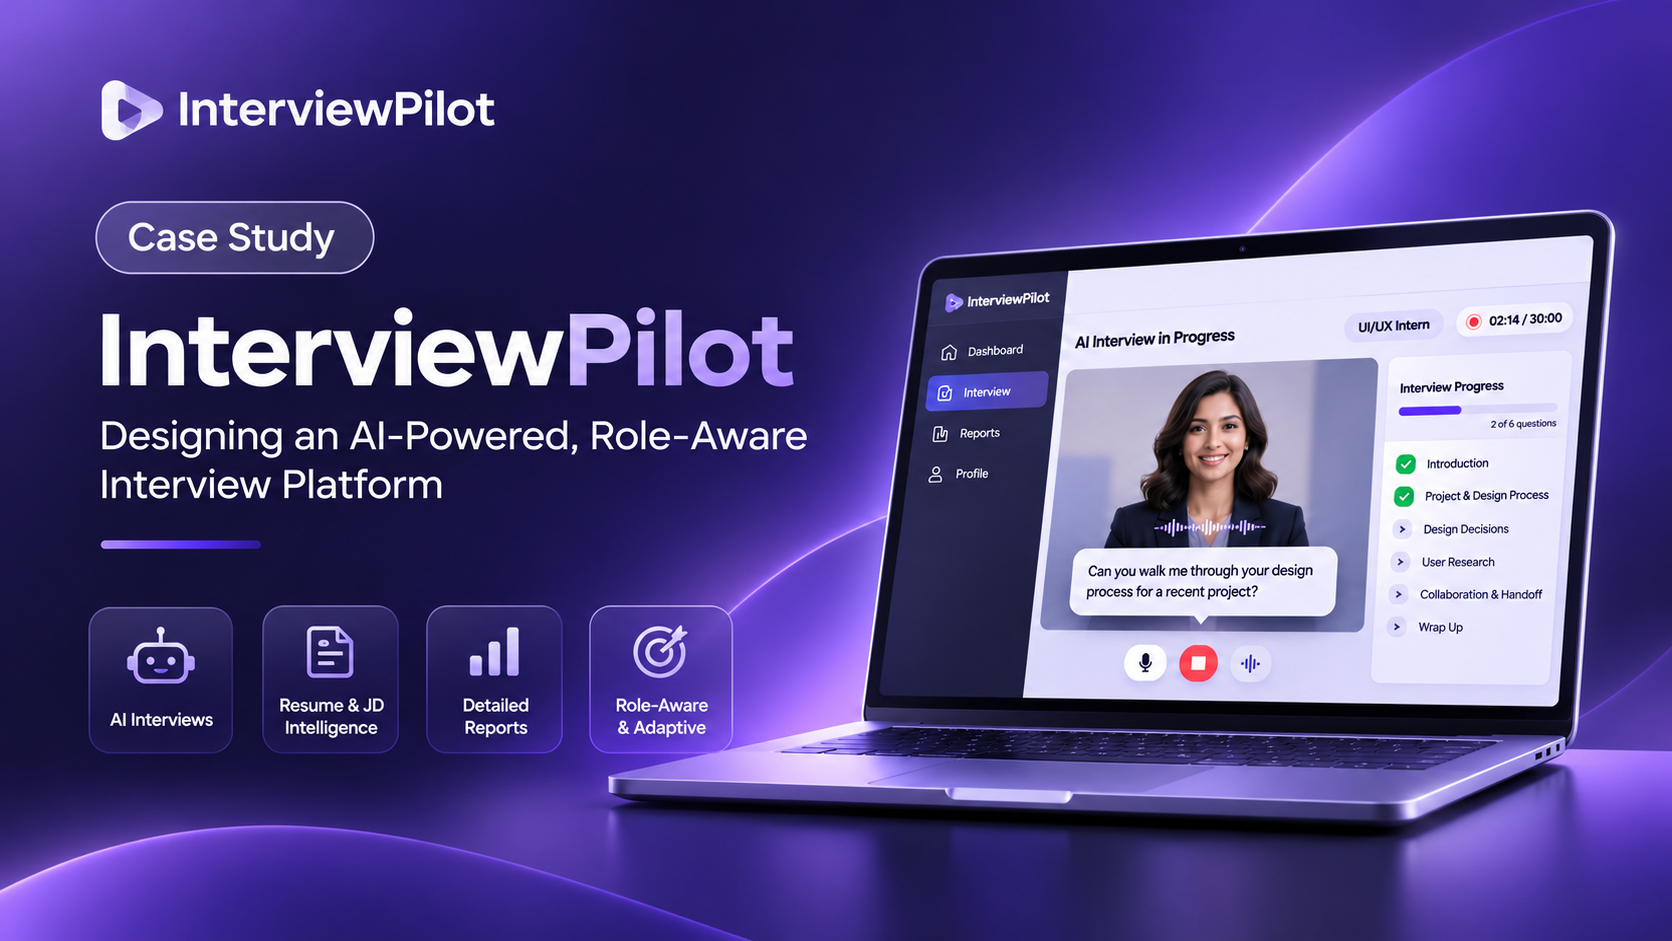 InterviewPilot
Case Study
InterviewPilot
Designing an AI-Powered, Role-Aware
Interview Platform
AI Interviews
Resume & JD
Intelligence
Detailed
Reports
Role-Aware
& Adaptive
InterviewPilot
Dashboard
Interview
Reports
Profile
AI Interview in Progress
UI/UX Intern
02:14 / 30:00
Can you walk me through your design
process for a recent project?
Interview Progress
2 of 6 questions
Introduction
Project & Design Process
Design Decisions
User Research
Collaboration & Handoff
Wrap Up